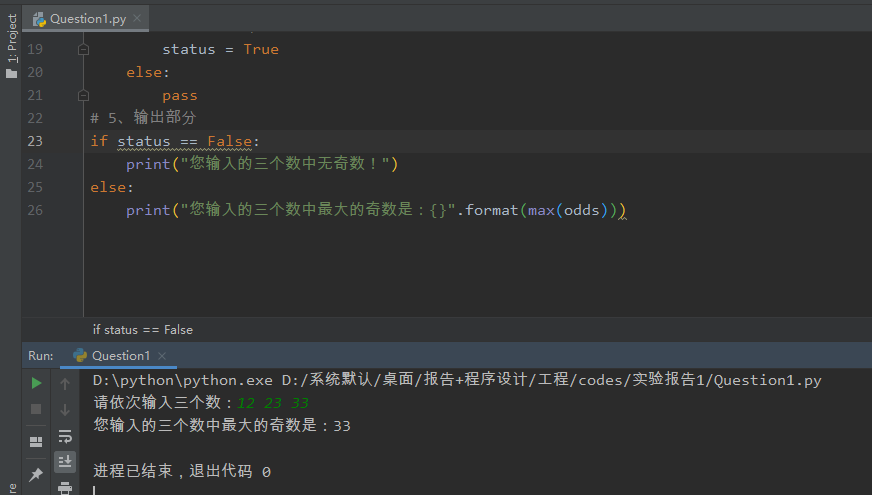 1: Project
Question1.py ×
19 status = True
20 else:
21 pass
22 # 5、输出部分
23 if status == False:
24 print("您输入的三个数中无奇数！")
25 else:
26 print("您输入的三个数中最大的奇数是：{}".format(max(odds)))
if status == False
Run: Question1 ×
D:\python\python.exe D:/系统默认/桌面/报告+程序设计/工程/codes/实验报告1/Question1.py
请依次输入三个数：12 23 33
您输入的三个数中最大的奇数是：33
进程已结束，退出代码 0